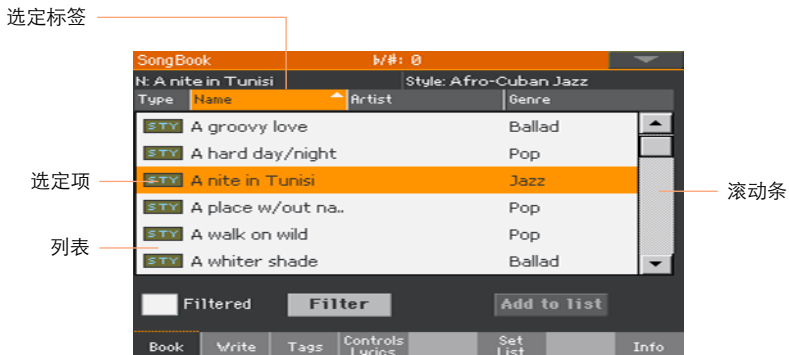 选定标签
SongBook ♭/#: 0
N: A nite in Tunisi Style: Afro-Cuban Jazz
Type Name Artist Genre
STY A groovy love Ballad
STY A hard day/night Pop
选定项 STY A nite in Tunisi Jazz 滚动条
STY A place w/out na.. Pop
列表 STY A walk on wild Pop
STY A whiter shade Ballad
Filtered Filter Add to list
Book Write Tags Controls Lyrics Set List Info